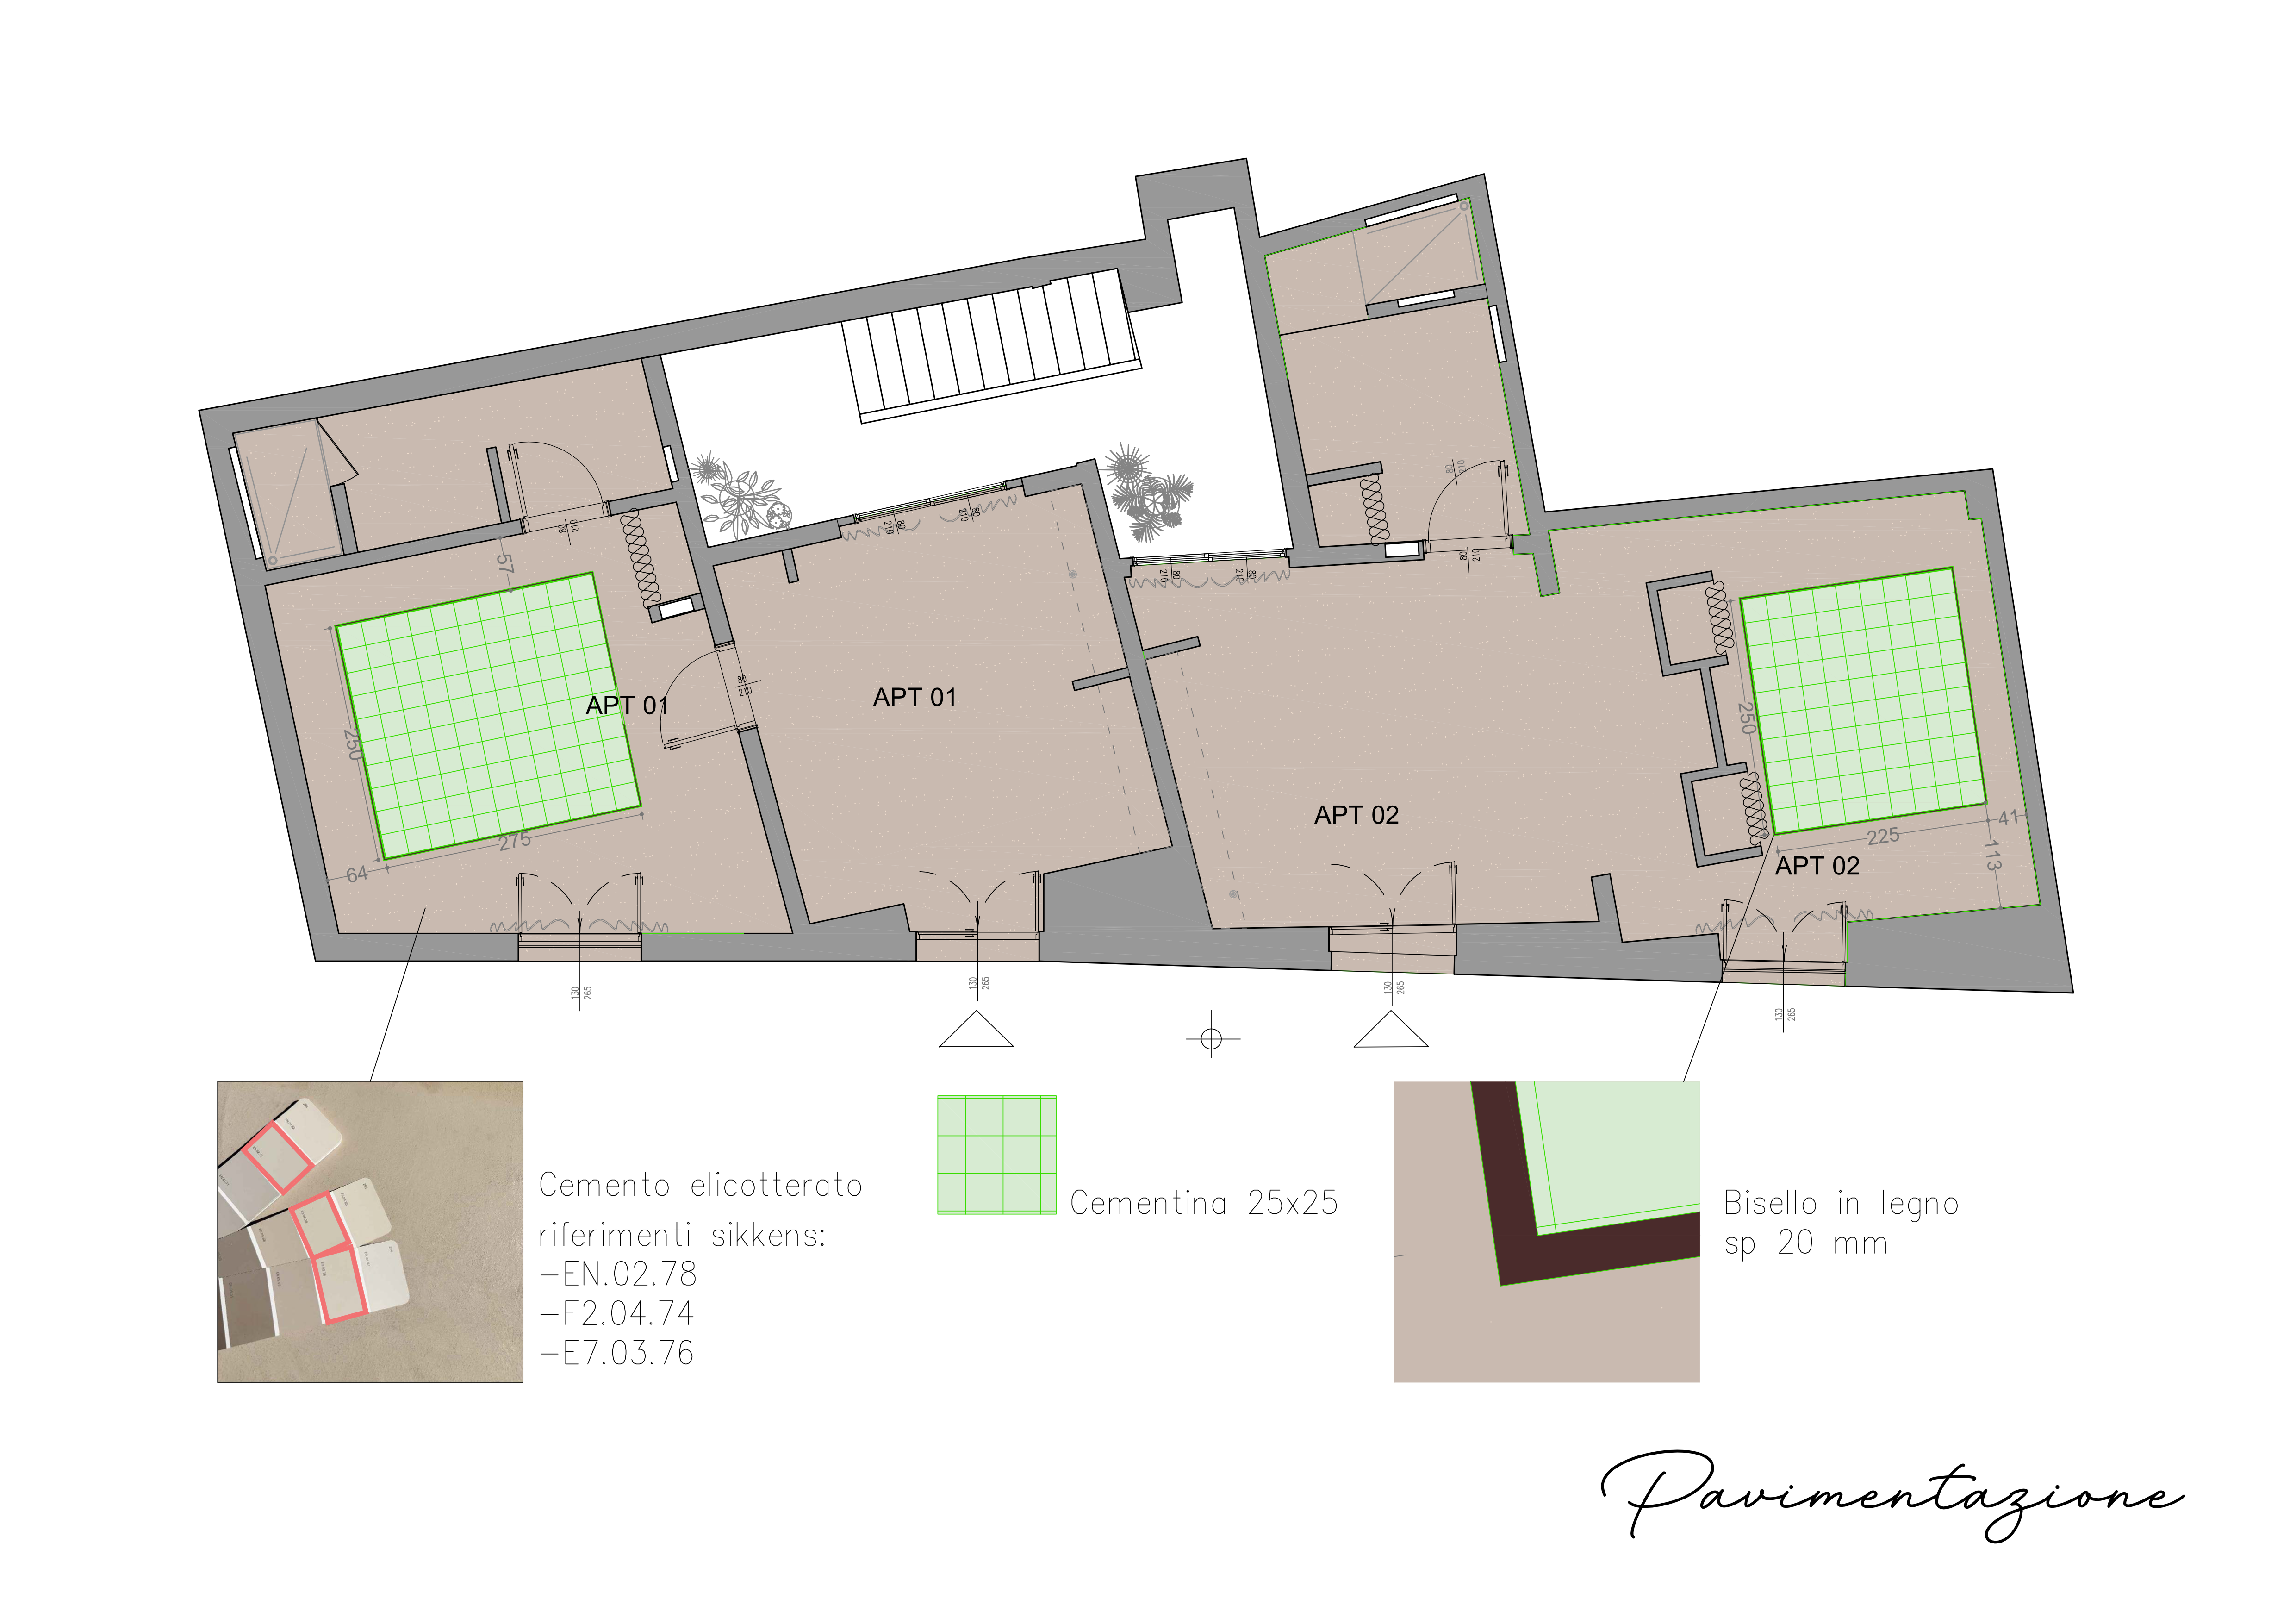 80
210
80
210
80
210
80
210
57
80
210
80
210
80
210
80
210
APT 01
APT 01
250
250
APT 02
275
64
225
41
APT 02
113
130
265
130
265
130
265
130
265
Cemento elicotterato
riferimenti sikkens:
-EN.02.78
-F2.04.74
-E7.03.76
Cementina 25x25
Bisello in legno
sp 20 mm
Pavimentazione